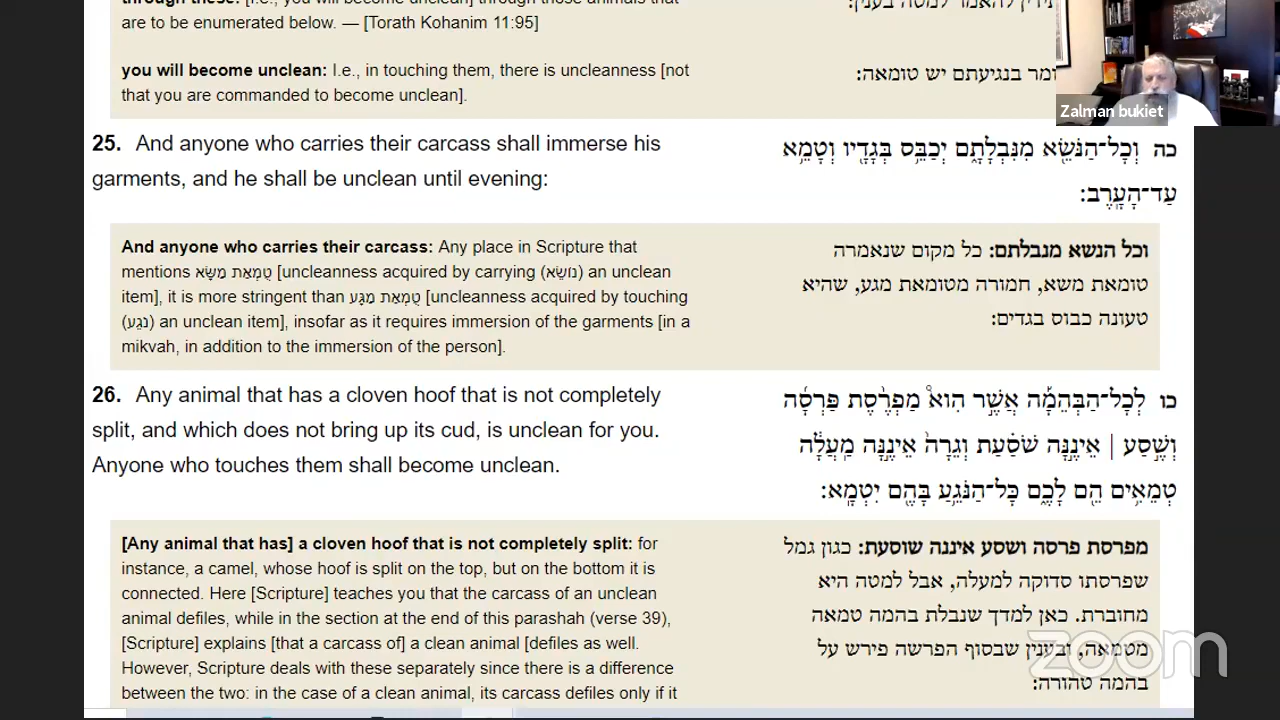 are to be enumerated below. — [Torath Kohanim 11:95]
you will become unclean: I.e., in touching them, there is uncleanness [not
that you are commanded to become unclean].
ומר בנגיעתם יש טומאה:
Zalman bukiet
25. And anyone who carries their carcass shall immerse his
garments, and he shall be unclean until evening:
כה וְכָל־הַנֹּשֵׂ֖א מִנִּבְלָתָ֑ם יְכַבֵּ֥ס בְּגָדָ֖יו וְטָמֵ֥א
עַד־הָעָֽרֶב:
And anyone who carries their carcass: Any place in Scripture that
mentions טֻמְאַת מַשָּׂא [uncleanness acquired by carrying (נוֹשֵׂא) an unclean
item], it is more stringent than טֻמְאַת מַגָּע [uncleanness acquired by touching
(נֹגֵעַ) an unclean item], insofar as it requires immersion of the garments [in a
mikvah, in addition to the immersion of the person].
וכל הנשא מנבלתם: כל מקום שנאמרה
טומאת משא, חמורה מטומאת מגע, שהיא
טעונה כבוס בגדים:
26. Any animal that has a cloven hoof that is not completely
split, and which does not bring up its cud, is unclean for you.
Anyone who touches them shall become unclean.
כו לְֽכָל־הַבְּהֵמָ֡ה אֲשֶׁ֣ר הִוא֩ מַפְרֶ֨סֶת פַּרְסָ֜ה
וְשֶׁ֣סַע | אֵינֶ֣נָּה שֹׁסַ֗עַת וְגֵרָה֙ אֵינֶ֣נָּה מַֽעֲלָ֔ה
טְמֵאִ֥ים הֵ֖ם לָכֶ֑ם כָּל־הַנֹּגֵ֥עַ בָּהֶ֖ם יִטְמָֽא:
[Any animal that has] a cloven hoof that is not completely split: for
instance, a camel, whose hoof is split on the top, but on the bottom it is
connected. Here [Scripture] teaches you that the carcass of an unclean
animal defiles, while in the section at the end of this parashah (verse 39),
[Scripture] explains [that a carcass of] a clean animal [defiles as well.
However, Scripture deals with these separately since there is a difference
between the two: in the case of a clean animal, its carcass defiles only if it
מפרסת פרסה ושסע איננה שוסעת: כגון גמל
שפרסתו סדוקה למעלה, אבל למטה היא
מחוברת. כאן למדך שנבלת בהמה טמאה
מטמאה, ובענין שבסוף הפרשה פירש על
בהמה טהורה:
zoom